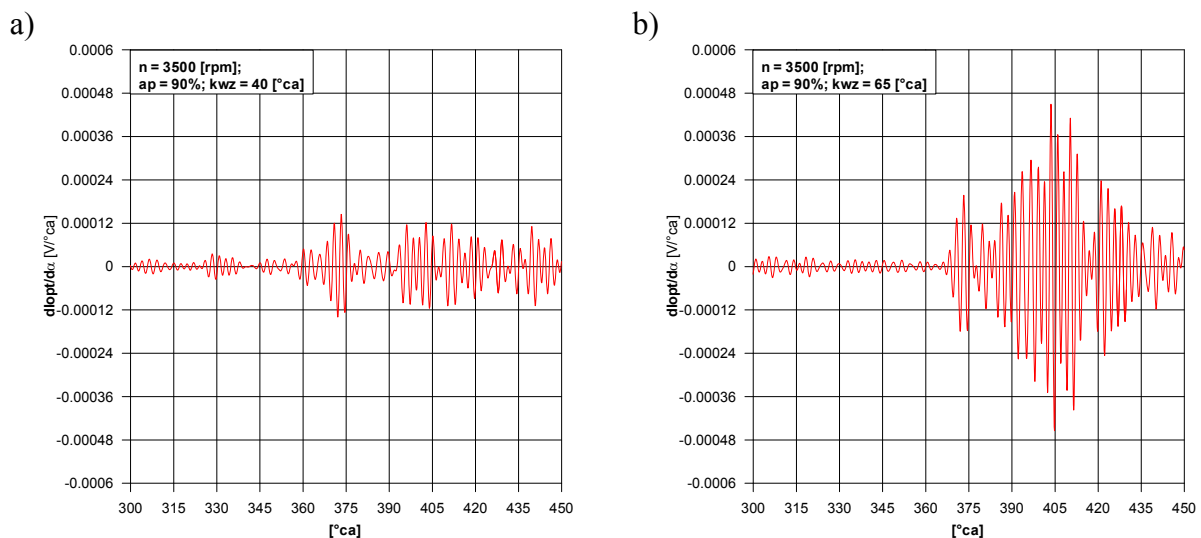 a)
n = 3500 [rpm];
ap = 90%; kwz = 40 [°ca]
dIopt/dα [V/°ca]
0.0006
0.00048
0.00036
0.00024
0.00012
0
-0.00012
-0.00024
-0.00036
-0.00048
-0.0006
300 315 330 345 360 375 390 405 420 435 450
[°ca]
b)
n = 3500 [rpm];
ap = 90%; kwz = 65 [°ca]
dIopt/dα [V/°ca]
0.0006
0.00048
0.00036
0.00024
0.00012
0
-0.00012
-0.00024
-0.00036
-0.00048
-0.0006
300 315 330 345 360 375 390 405 420 435 450
[°ca]